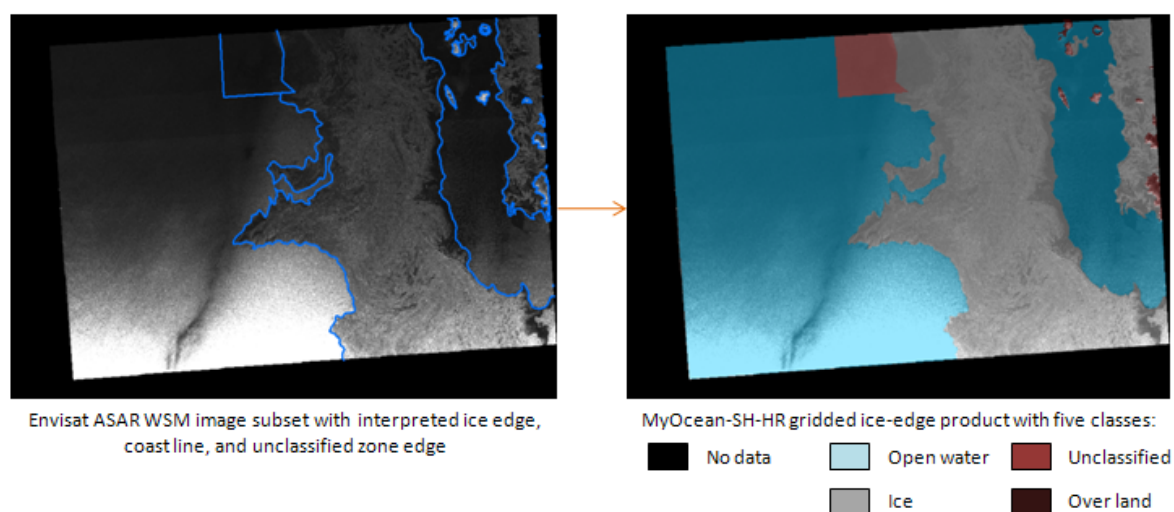 Envisat ASAR WSM image subset with interpreted ice edge,
coast line, and unclassified zone edge
MyOcean-SH-HR gridded ice-edge product with five classes:
No data
Open water
Unclassified
Ice
Over land